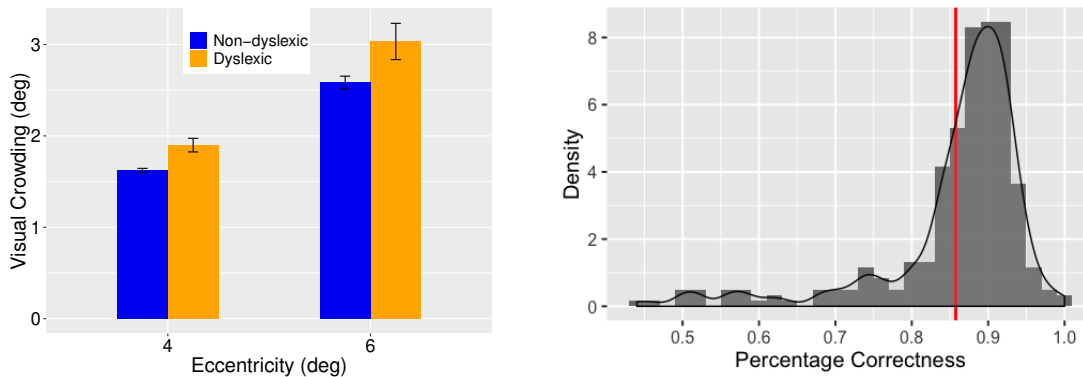 Non-dyslexic
Dyslexic
Visual Crowding (deg)
3
2
1
0
4 6
Eccentricity (deg)
Density
8
6
4
2
0
0.5 0.6 0.7 0.8 0.9 1.0
Percentage Correctness